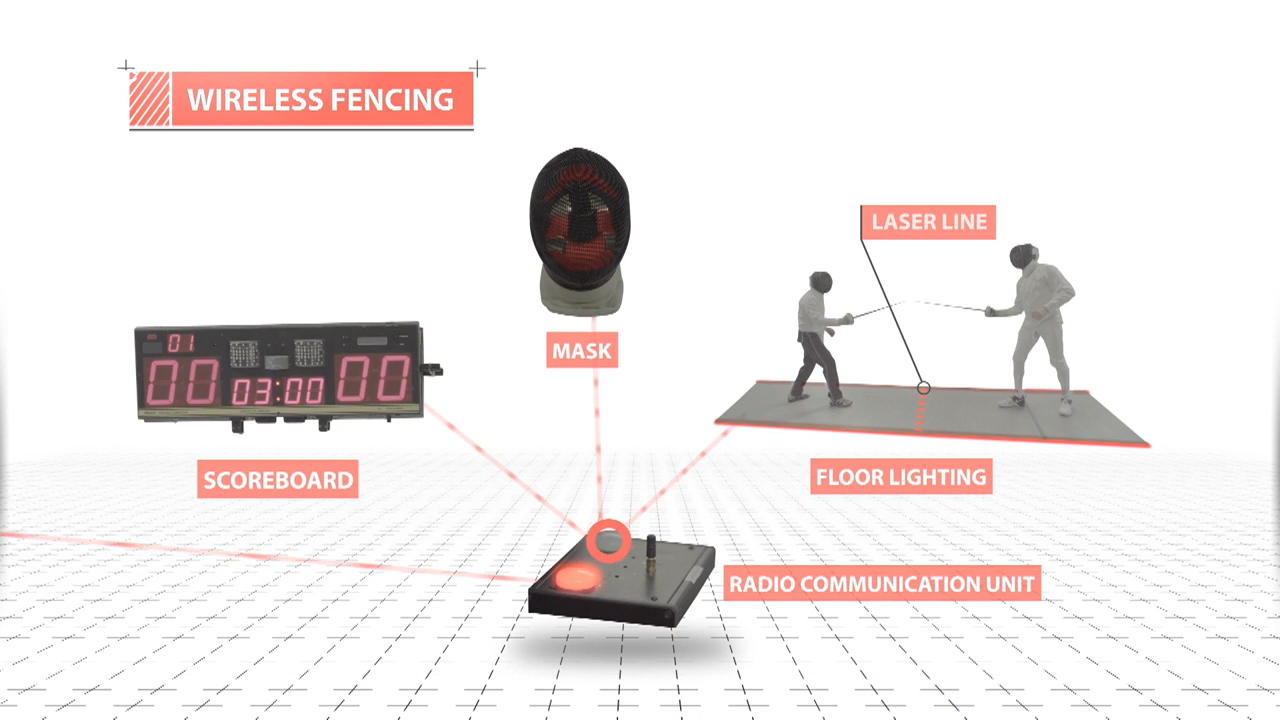 WIRELESS FENCING
LASER LINE
MASK
01
00
03:00
00
SCOREBOARD
FLOOR LIGHTING
RADIO COMMUNICATION UNIT